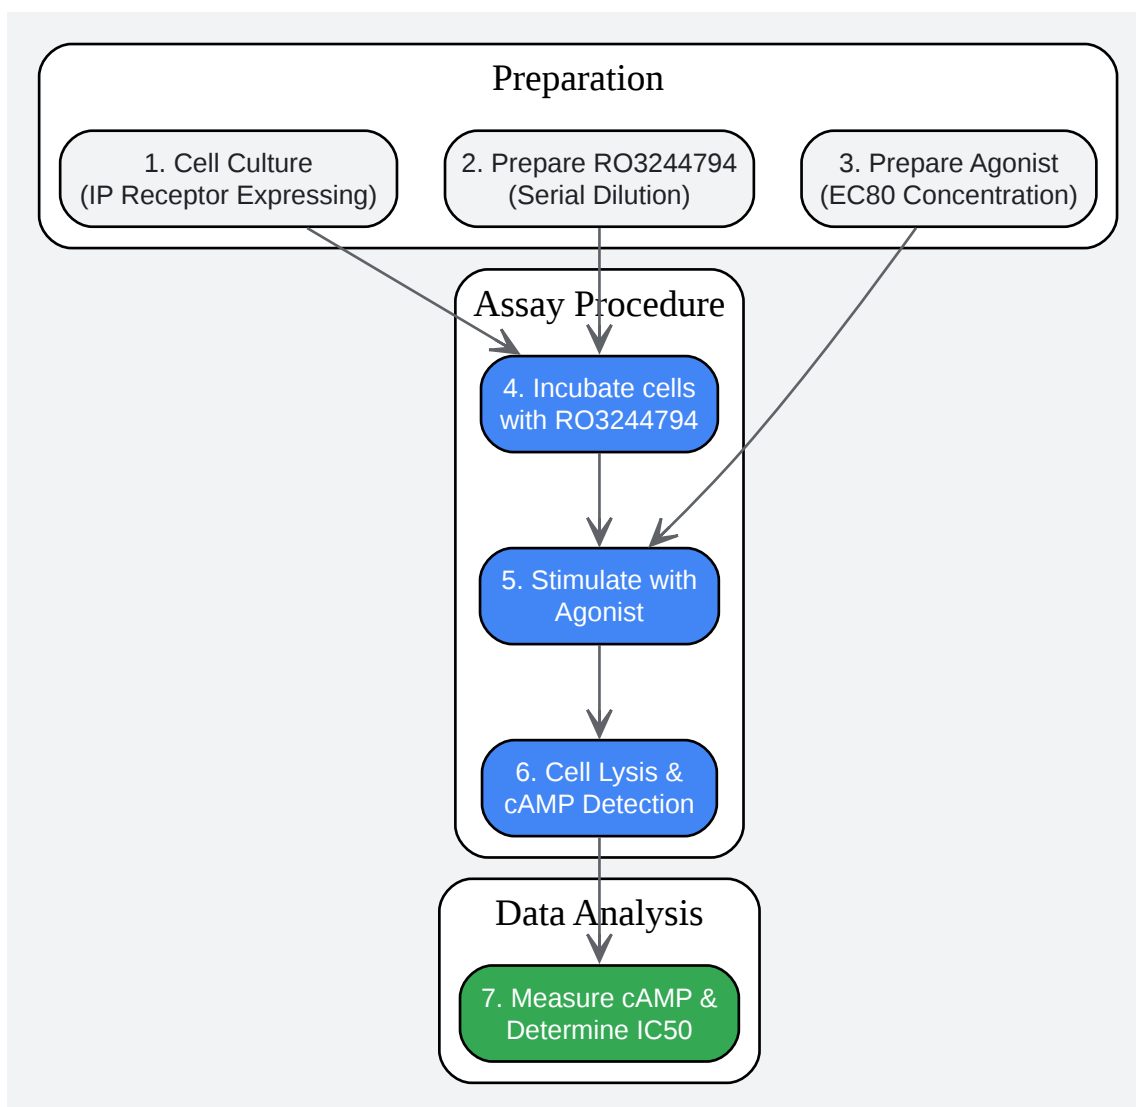 Preparation
1. Cell Culture
(IP Receptor Expressing)
2. Prepare RO3244794
(Serial Dilution)
3. Prepare Agonist
(EC80 Concentration)
Assay Procedure
4. Incubate cells
with RO3244794
5. Stimulate with
Agonist
6. Cell Lysis &
cAMP Detection
Data Analysis
7. Measure cAMP &
Determine IC50